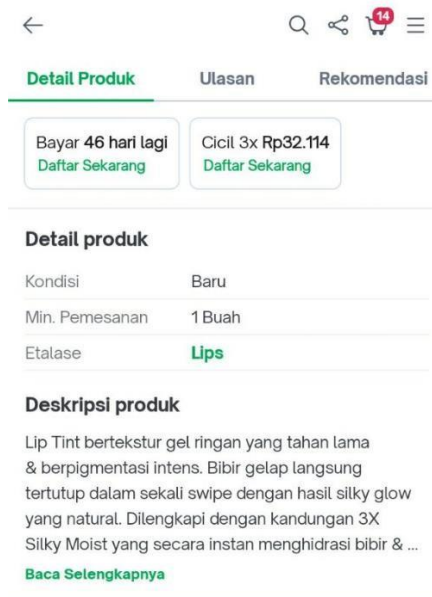 14
Detail Produk Ulasan Rekomendasi
Bayar 46 hari lagi
Daftar Sekarang
Cicil 3x Rp32.114
Daftar Sekarang
Detail produk
Kondisi Baru
Min. Pemesanan 1 Buah
Etalase Lips
Deskripsi produk
Lip Tint bertekstur gel ringan yang tahan lama
& berpigmentasi intens. Bibir gelap langsung
tertutup dalam sekali swipe dengan hasil silky glow
yang natural. Dilengkapi dengan kandungan 3X
Silky Moist yang secara instan menghidrasi bibir & ...
Baca Selengkapnya